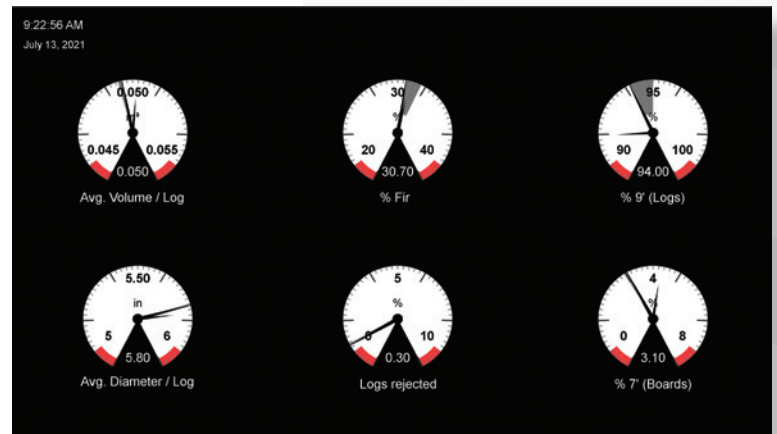 9:22:56 AM
July 13, 2021
0.050
m³
0.045 0.055
0.050
Avg. Volume / Log
30
%
20 40
30.70
% Fir
95
%
90 100
94.00
% 9' (Logs)
5.50
in
5 6
5.80
Avg. Diameter / Log
5
%
0 10
0.30
Logs rejected
4
%
0 8
3.10
% 7' (Boards)